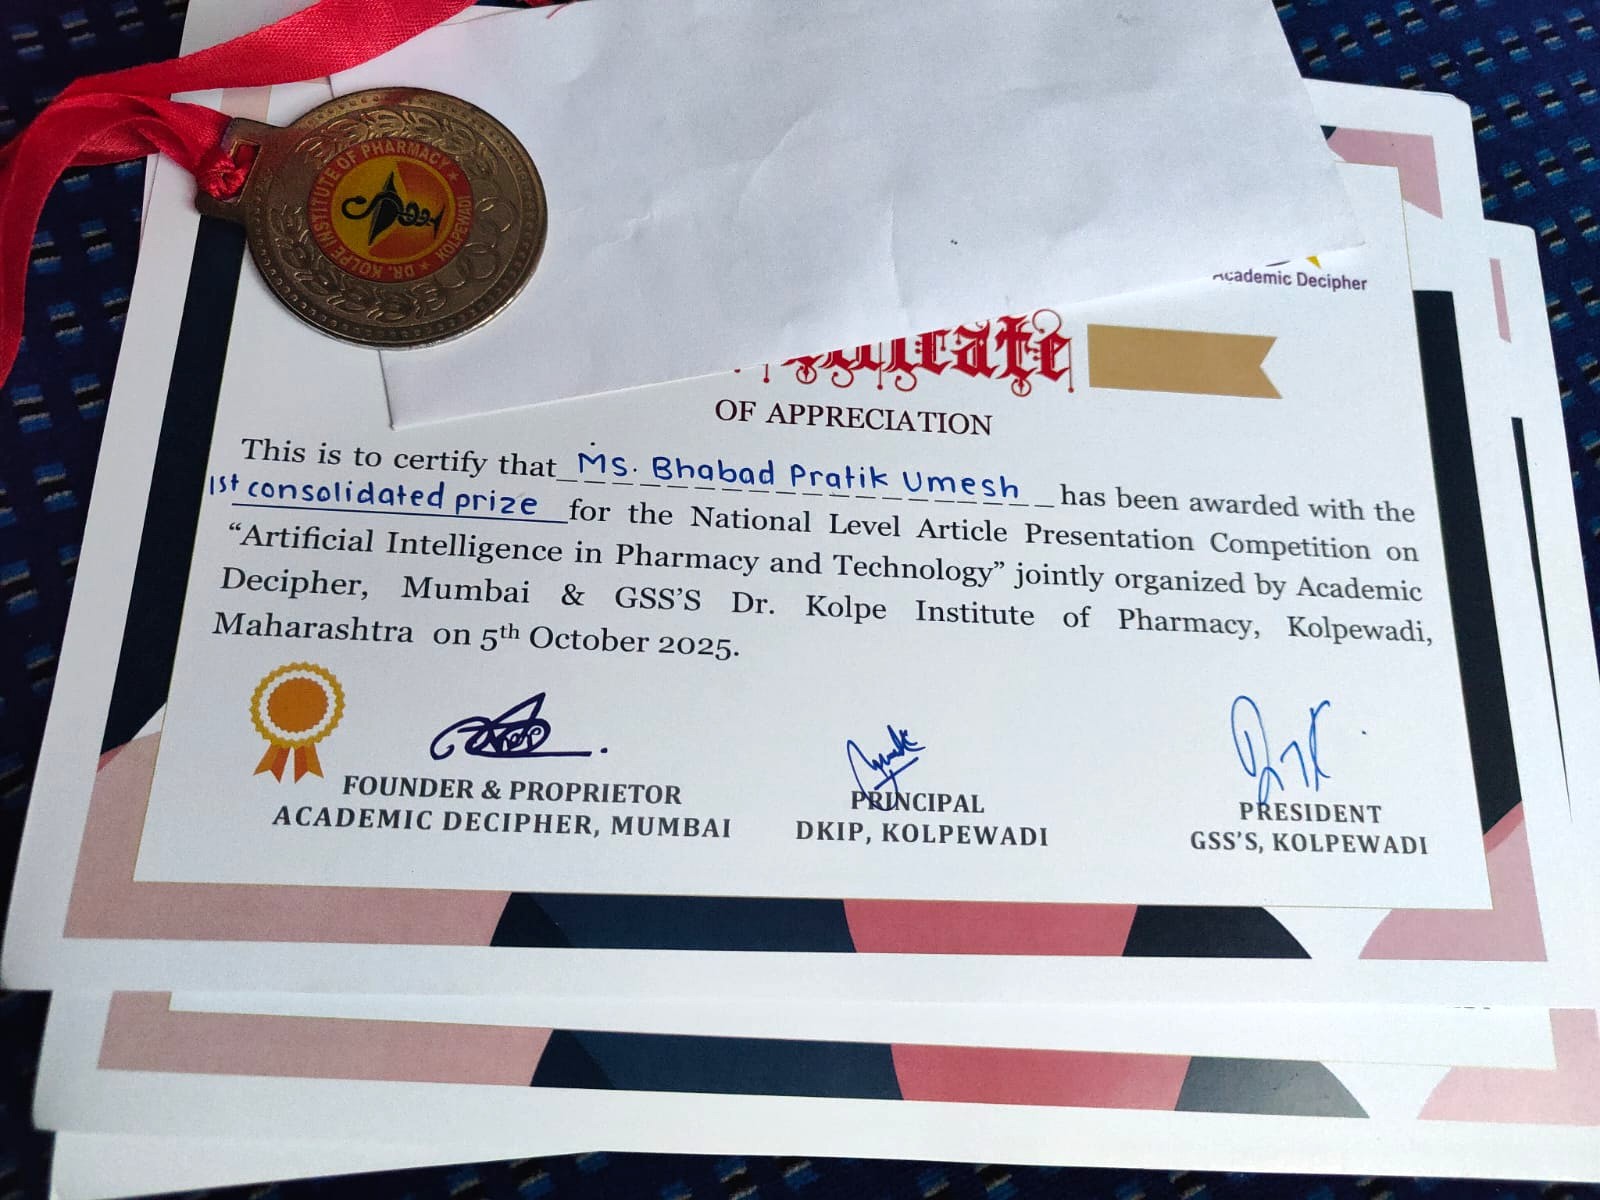 INSTITUTE OF PHARMACY ★ KOLPEWADI ★ DR. KOLPE
Academic Decipher
OF APPRECIATION
This is to certify that Ms. Bhabad Pratik Umesh has been awarded with the
1st consolidated prize for the National Level Article Presentation Competition on
“Artificial Intelligence in Pharmacy and Technology” jointly organized by Academic
Decipher, Mumbai & GSS’S Dr. Kolpe Institute of Pharmacy, Kolpewadi,
Maharashtra on 5th October 2025.
FOUNDER & PROPRIETOR
ACADEMIC DECIPHER, MUMBAI
PRINCIPAL
DKIP, KOLPEWADI
PRESIDENT
GSS’S, KOLPEWADI